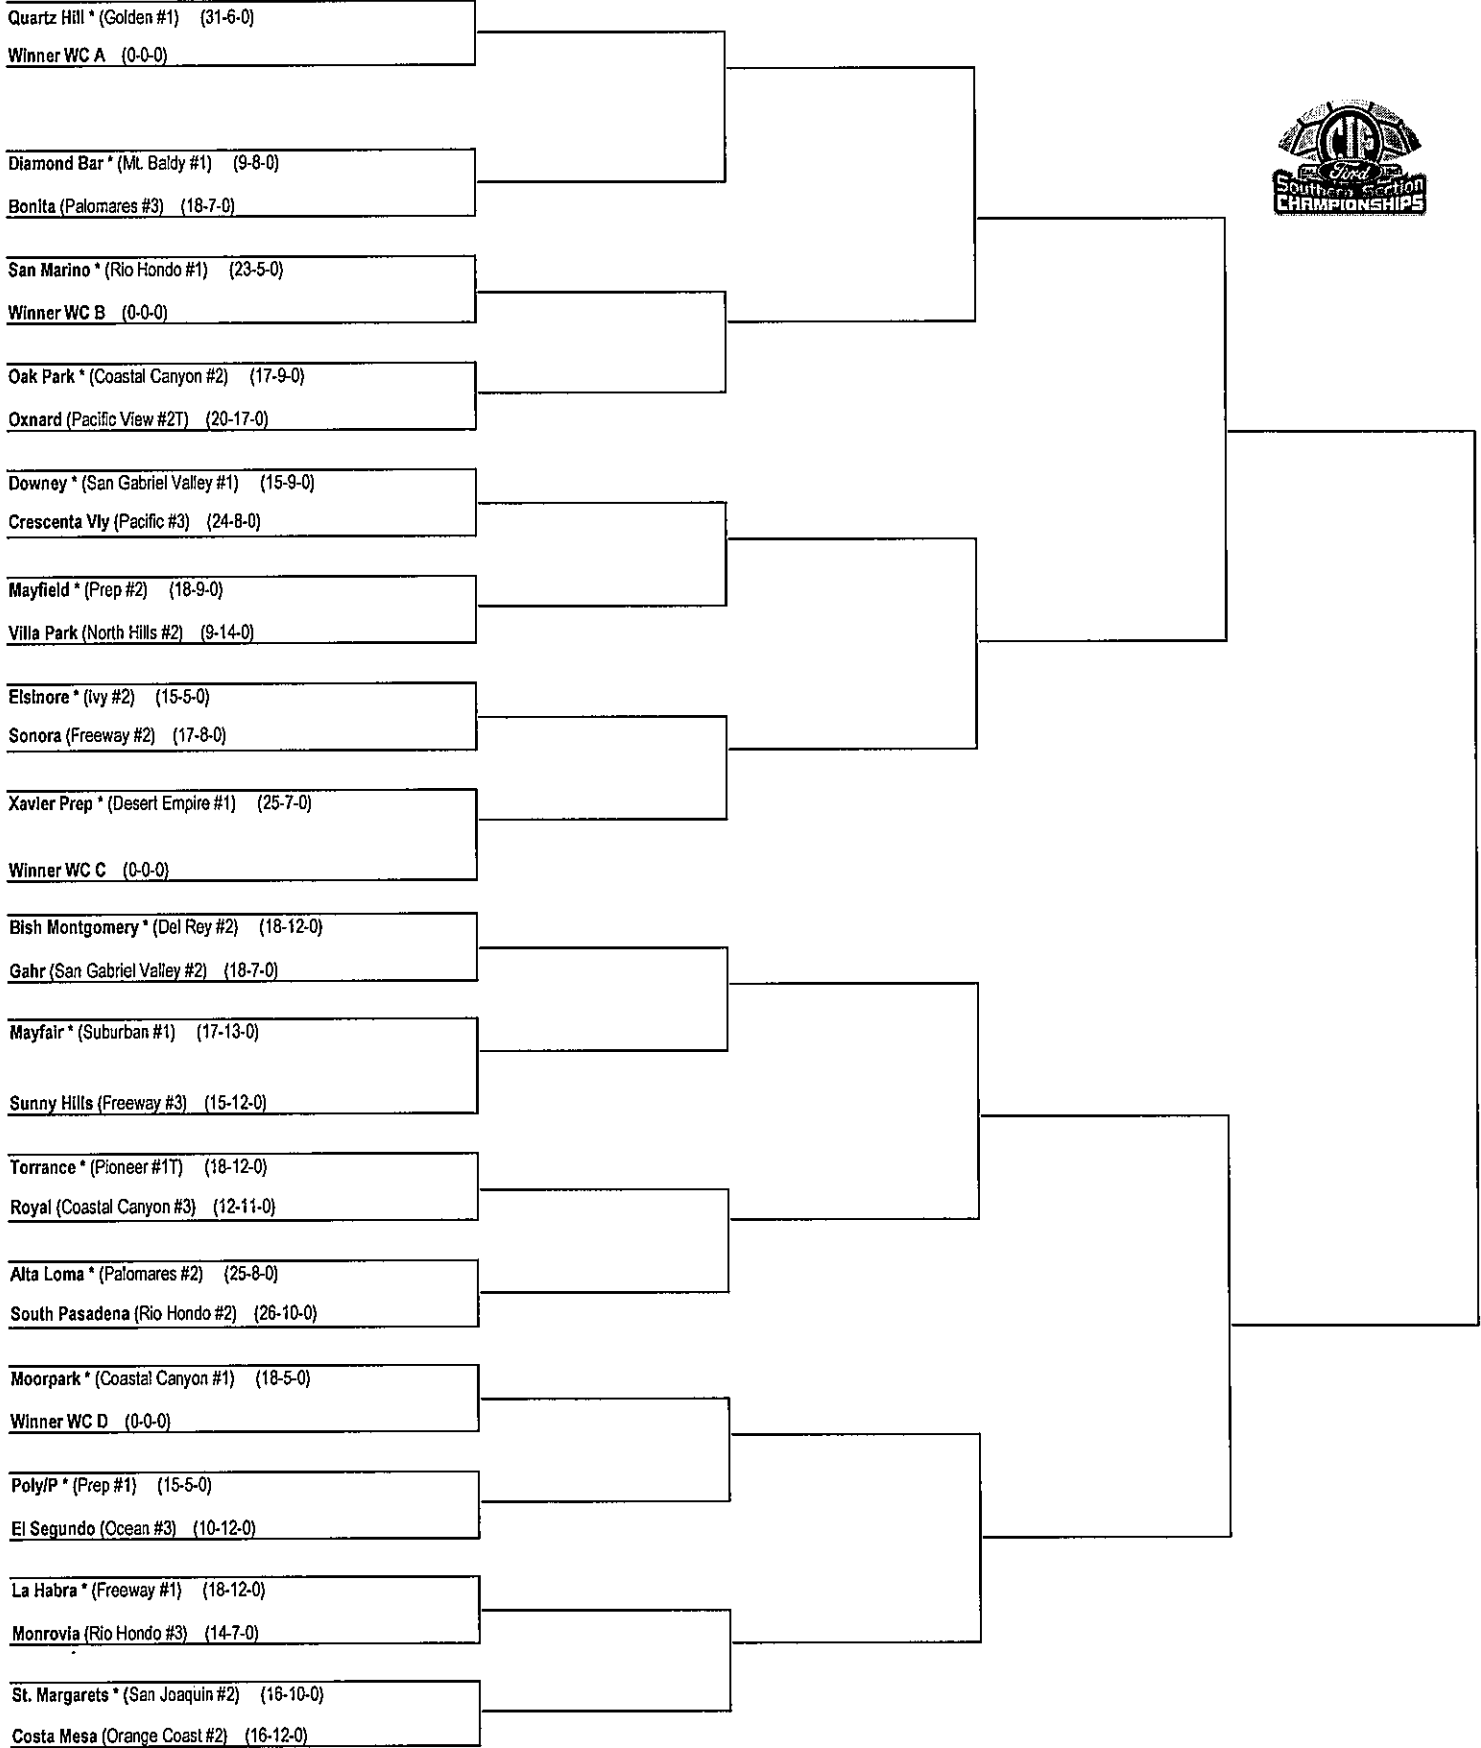 Quartz Hill * (Golden #1) (31-6-0)
Winner WC A (0-0-0)
Diamond Bar * (Mt. Baldy #1) (9-8-0)
Bonita (Palomares #3) (18-7-0)
CIF
Ford
Southern Section
CHAMPIONSHIPS
San Marino * (Rio Hondo #1) (23-5-0)
Winner WC B (0-0-0)
Oak Park * (Coastal Canyon #2) (17-9-0)
Oxnard (Pacific View #2T) (20-17-0)
Downey * (San Gabriel Valley #1) (15-9-0)
Crescenta Vly (Pacific #3) (24-8-0)
Mayfield * (Prep #2) (18-9-0)
Villa Park (North Hills #2) (9-14-0)
Elsinore * (Ivy #2) (15-5-0)
Sonora (Freeway #2) (17-8-0)
Xavier Prep * (Desert Empire #1) (25-7-0)
Winner WC C (0-0-0)
Bish Montgomery * (Del Rey #2) (18-12-0)
Gahr (San Gabriel Valley #2) (18-7-0)
Mayfair * (Suburban #1) (17-13-0)
Sunny Hills (Freeway #3) (15-12-0)
Torrance * (Pioneer #1T) (18-12-0)
Royal (Coastal Canyon #3) (12-11-0)
Alta Loma * (Palomares #2) (25-8-0)
South Pasadena (Rio Hondo #2) (26-10-0)
Moorpark * (Coastal Canyon #1) (18-5-0)
Winner WC D (0-0-0)
Poly/P * (Prep #1) (15-5-0)
El Segundo (Ocean #3) (10-12-0)
La Habra * (Freeway #1) (18-12-0)
Monrovia (Rio Hondo #3) (14-7-0)
St. Margarets * (San Joaquin #2) (16-10-0)
Costa Mesa (Orange Coast #2) (16-12-0)